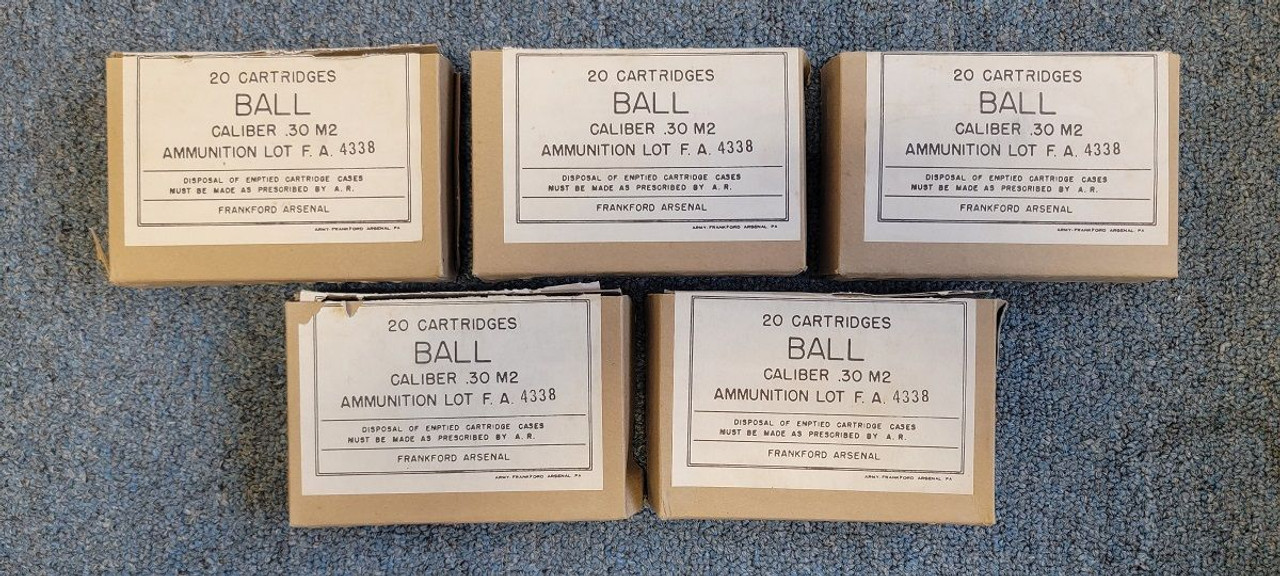 20 CARTRIDGES
BALL
CALIBER .30 M2
AMMUNITION LOT F. A. 4338
DISPOSAL OF EMPTIED CARTRIDGE CASES
MUST BE MADE AS PRESCRIBED BY A. R.
FRANKFORD ARSENAL
ARMY-FRANKFORD ARSENAL PA
20 CARTRIDGES
BALL
CALIBER .30 M2
AMMUNITION LOT F. A. 4338
DISPOSAL OF EMPTIED CARTRIDGE CASES
MUST BE MADE AS PRESCRIBED BY A. R.
FRANKFORD ARSENAL
ARMY-FRANKFORD ARSENAL PA
20 CARTRIDGES
BALL
CALIBER .30 M2
AMMUNITION LOT F. A. 4338
DISPOSAL OF EMPTIED CARTRIDGE CASES
MUST BE MADE AS PRESCRIBED BY A. R.
FRANKFORD ARSENAL
ARMY-FRANKFORD ARSENAL PA
20 CARTRIDGES
BALL
CALIBER .30 M2
AMMUNITION LOT F. A. 4338
DISPOSAL OF EMPTIED CARTRIDGE CASES
MUST BE MADE AS PRESCRIBED BY A. R.
FRANKFORD ARSENAL
ARMY-FRANKFORD ARSENAL PA
20 CARTRIDGES
BALL
CALIBER .30 M2
AMMUNITION LOT F. A. 4338
DISPOSAL OF EMPTIED CARTRIDGE CASES
MUST BE MADE AS PRESCRIBED BY A. R.
FRANKFORD ARSENAL
ARMY-FRANKFORD ARSENAL PA